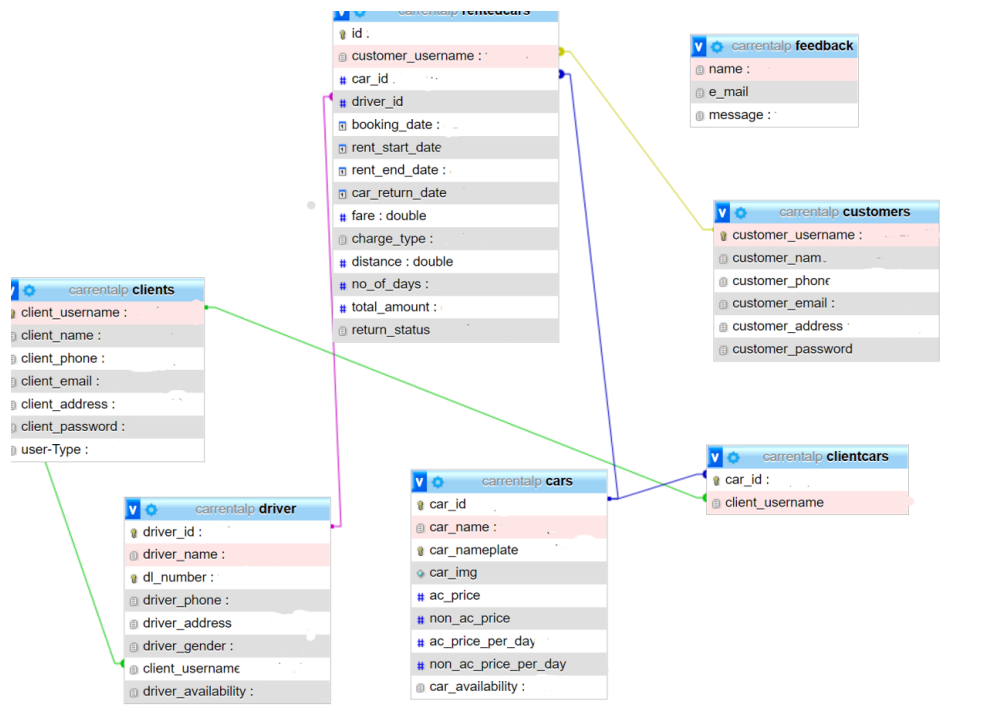 carrentalp rentedcars
id :
customer_username :
car_id
driver_id
booking_date :
rent_start_date
rent_end_date :
car_return_date
fare : double
charge_type :
distance : double
no_of_days :
total_amount :
return_status
V carrentalp feedback
name :
e_mail
message :
V carrentalp customers
customer_username :
customer_nam
customer_phone
customer_email :
customer_address
customer_password
carrentalp clients
client_username :
client_name :
client_phone :
client_email :
client_address :
client_password :
user-Type :
V carrentalp driver
driver_id :
driver_name :
dl_number :
driver_phone :
driver_address
driver_gender :
client_username
driver_availability :
V carrentalp cars
car_id
car_name :
car_nameplate
car_img
ac_price
non_ac_price
ac_price_per_day
non_ac_price_per_day
car_availability :
V carrentalp clientcars
car_id :
client_username